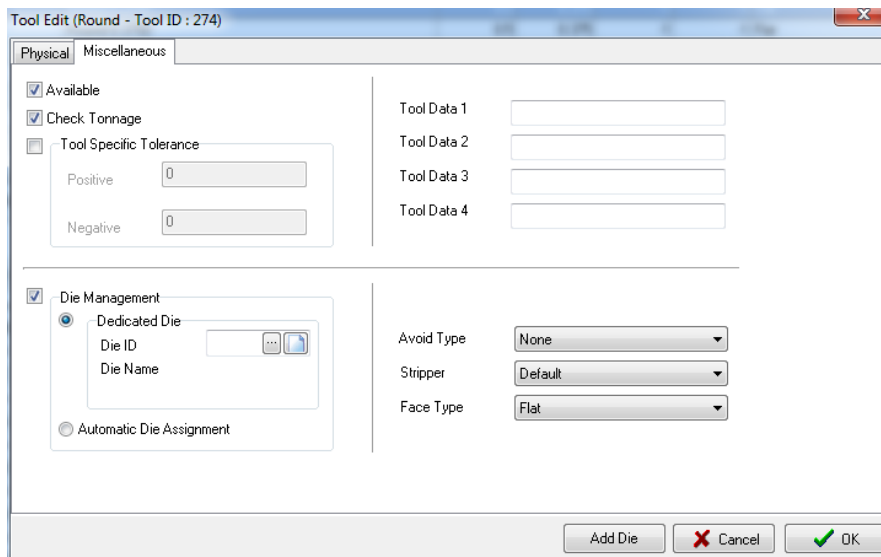 Tool Edit (Round - Tool ID : 274)
Physical Miscellaneous
Available
Check Tonnage
Tool Specific Tolerance
Positive 0
Negative 0
Tool Data 1
Tool Data 2
Tool Data 3
Tool Data 4
Die Management
Dedicated Die
Die ID ...
Die Name
Automatic Die Assignment
Avoid Type None
Stripper Default
Face Type Flat
Add Die Cancel OK